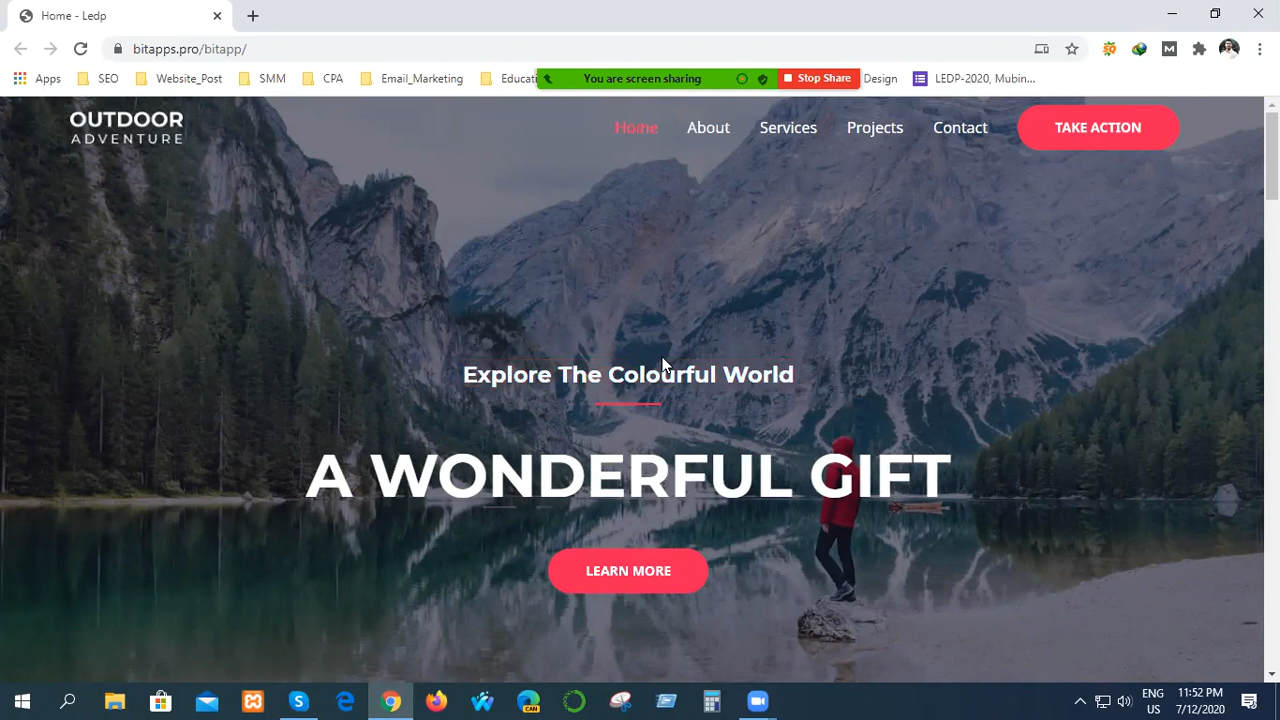 Home - Ledp
bitapps.pro/bitapp/
Apps SEO Website_Post SMM CPA Email_Marketing Educati Design LEDP-2020, Mubin...
You are screen sharing Stop Share
OUTDOOR
ADVENTURE
Home About Services Projects Contact TAKE ACTION
Explore The Colourful World
A WONDERFUL GIFT
LEARN MORE
CAN
ENG
US
11:52 PM
7/12/2020